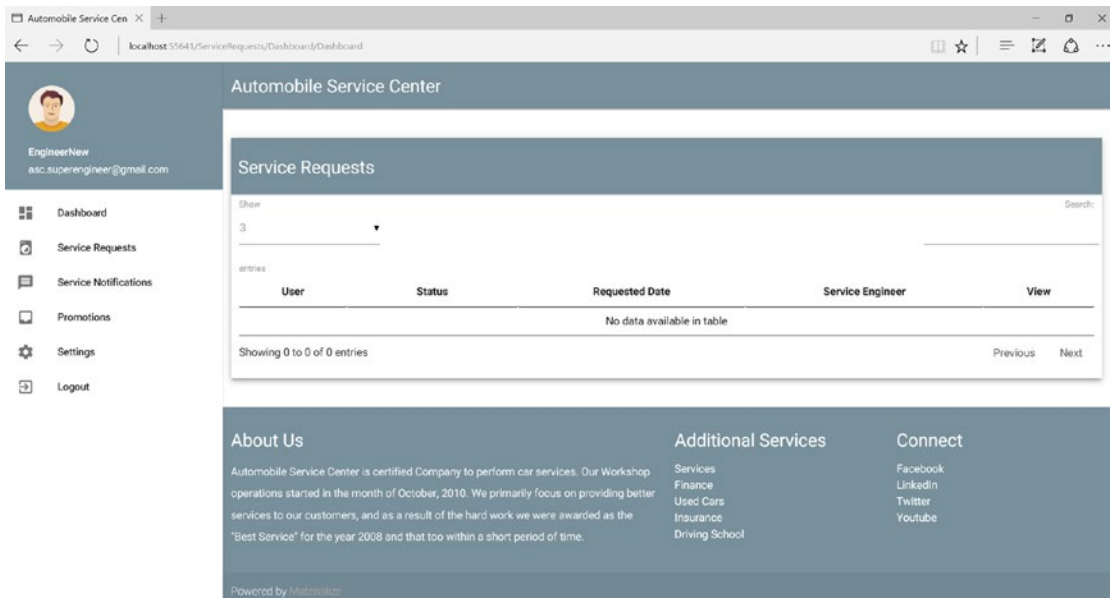 Automobile Service Cen
localhost:55641/ServiceRequests/Dashboard/Dashboard
EngineerNew
asc.superengineer@gmail.com
Dashboard
Service Requests
Service Notifications
Promotions
Settings
Logout
Automobile Service Center
Service Requests
Show
Search:
3
entries
User Status Requested Date Service Engineer View
No data available in table
Showing 0 to 0 of 0 entries
Previous Next
About Us
Automobile Service Center is certified Company to perform car services. Our Workshop
operations started in the month of October, 2010. We primarily focus on providing better
services to our customers, and as a result of the hard work we were awarded as the
"Best Service" for the year 2008 and that too within a short period of time.
Additional Services
Services
Finance
Used Cars
Insurance
Driving School
Connect
Facebook
LinkedIn
Twitter
Youtube
Powered by Materialize